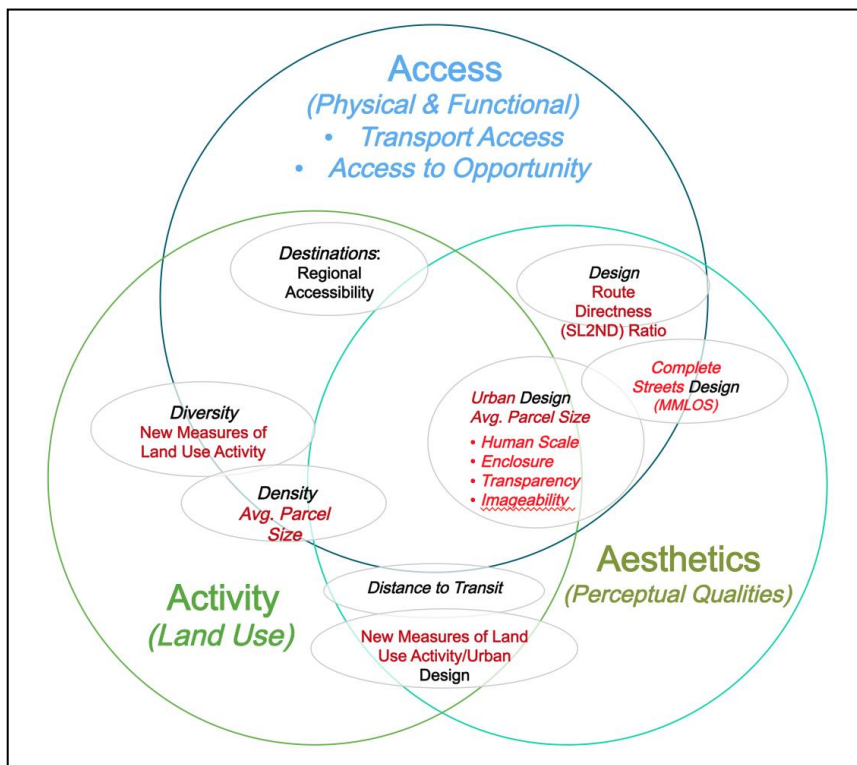 Access
(Physical & Functional)
• Transport Access
• Access to Opportunity
Destinations:
Regional
Accessibility
Design
Route
Directness
(SL2ND) Ratio
Complete
Streets Design
(MMLOS)
Urban Design
Avg. Parcel Size
• Human Scale
• Enclosure
• Transparency
• Imageability
Diversity
New Measures of
Land Use Activity
Density
Avg. Parcel
Size
Activity
(Land Use)
Aesthetics
(Perceptual Qualities)
Distance to Transit
New Measures of Land
Use Activity/Urban
Design